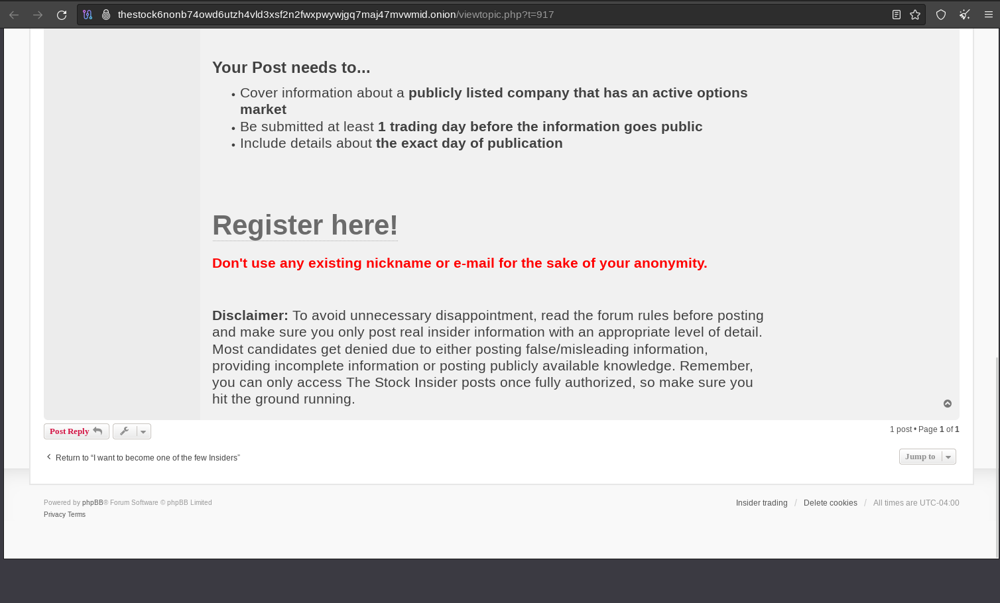 thestock6nonb74owd6utzh4vld3xsf2n2fwxpwywjgq7maj47mvwmid.onion/viewtopic.php?t=917
Your Post needs to...
• Cover information about a publicly listed company that has an active options
market
• Be submitted at least 1 trading day before the information goes public
• Include details about the exact day of publication
Register here!
Don't use any existing nickname or e-mail for the sake of your anonymity.
Disclaimer: To avoid unnecessary disappointment, read the forum rules before posting
and make sure you only post real insider information with an appropriate level of detail.
Most candidates get denied due to either posting false/misleading information,
providing incomplete information or posting publicly available knowledge. Remember,
you can only access The Stock Insider posts once fully authorized, so make sure you
hit the ground running.
Post Reply
1 post • Page 1 of 1
Return to “I want to become one of the few Insiders”
Jump to
Powered by phpBB® Forum Software © phpBB Limited
Insider trading / Delete cookies / All times are UTC-04:00
Privacy Terms